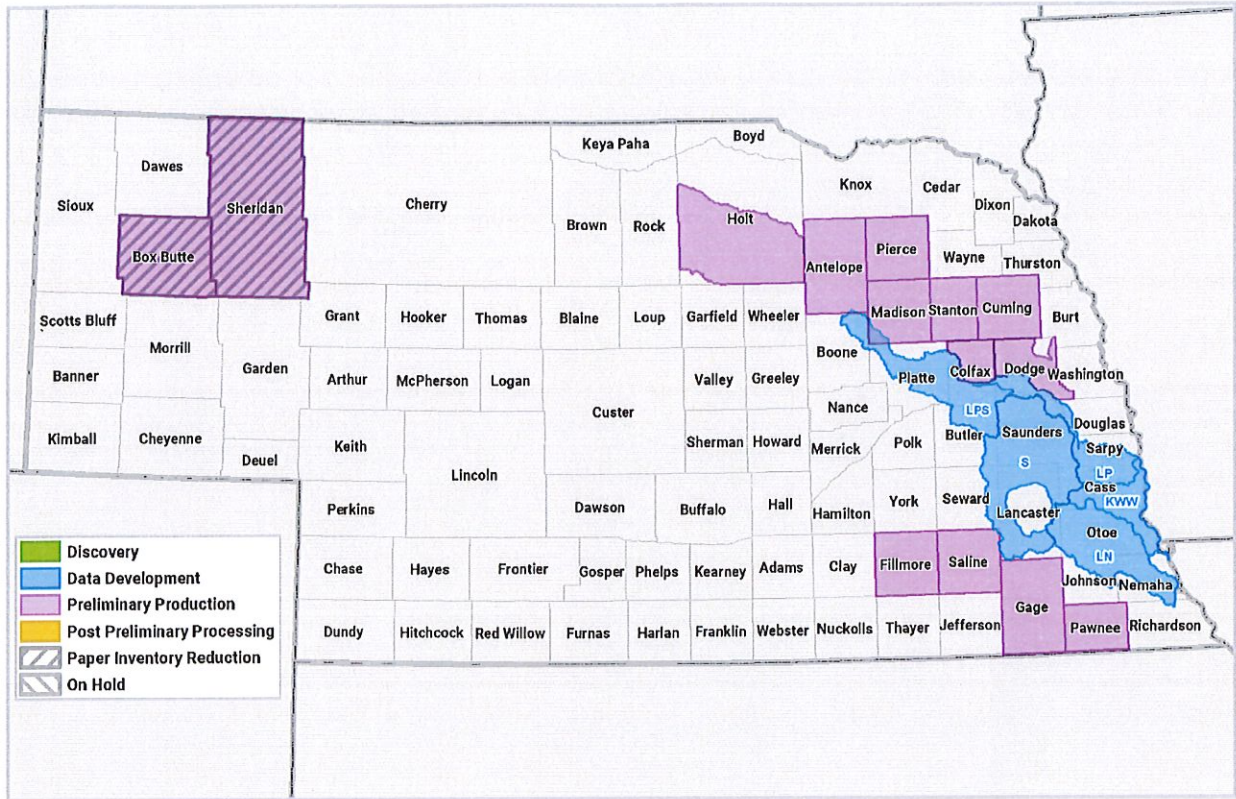 Keya Paha
Boyd
Dawes
Knox
Cedar
Sioux
Sheridan
Cherry
Holt
Dixon
Dakota
Brown
Rock
Box Butte
Antelope
Pierce
Wayne
Thurston
Scotts Bluff
Grant
Hooker
Thomas
Blaine
Loup
Garfield
Wheeler
Madison
Stanton
Cuming
Burt
Morrill
Boone
Garden
Banner
Arthur
McPherson
Logan
Valley
Greeley
Platte
Colfax
Dodge
Washington
Custer
Nance
LPS
Kimball
Cheyenne
Keith
Sherman
Howard
Merrick
Polk
Butler
Saunders
Douglas
Deuel
Lincoln
S
Sarpy
LP
Cass
KWW
Perkins
Dawson
Buffalo
Hall
Hamilton
York
Seward
Lancaster
Otoe
LN
Chase
Hayes
Frontier
Gosper
Phelps
Kearney
Adams
Clay
Fillmore
Saline
Johnson
Nemaha
Gage
Dundy
Hitchcock
Red Willow
Furnas
Harlan
Franklin
Webster
Nuckolls
Thayer
Jefferson
Pawnee
Richardson
Discovery
Data Development
Preliminary Production
Post Preliminary Processing
Paper Inventory Reduction
On Hold